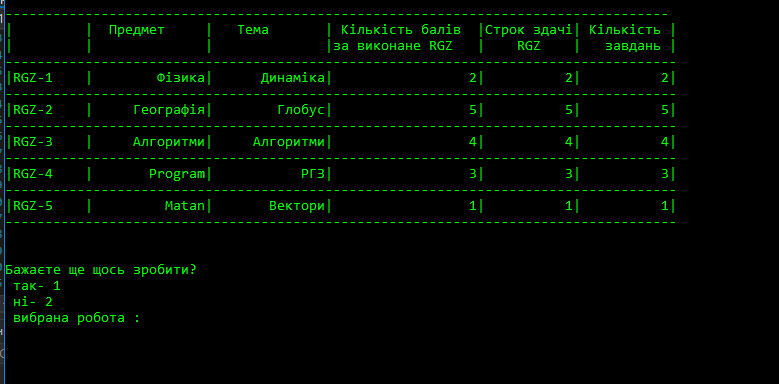 ------------------------------------------------------------------------------------
|         |  Предмет     |   Тема       | Кількість балів  |Строк здачі| Кількість |
|         |              |              |за виконане RGZ   |    RGZ    |  завдань  |
------------------------------------------------------------------------------------
|RGZ-1    |        Фізика|      Динаміка|                 2|          2|          2|
------------------------------------------------------------------------------------
|RGZ-2    |     Географія|        Глобус|                 5|          5|          5|
------------------------------------------------------------------------------------
|RGZ-3    |     Алгоритми|     Алгоритми|                 4|          4|          4|
------------------------------------------------------------------------------------
|RGZ-4    |       Program|           РГЗ|                 3|          3|          3|
------------------------------------------------------------------------------------
|RGZ-5    |         Matan|       Вектори|                 1|          1|          1|
------------------------------------------------------------------------------------
Бажаєте ще щось зробити?
так- 1
ні- 2
вибрана робота :